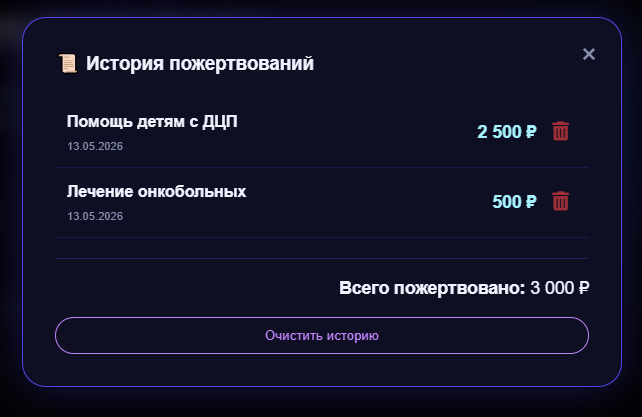 История пожертвований
Помощь детям с ДЦП
13.05.2026
2 500 ₽
Лечение онкобольных
13.05.2026
500 ₽
Всего пожертвовано: 3 000 ₽
Очистить историю